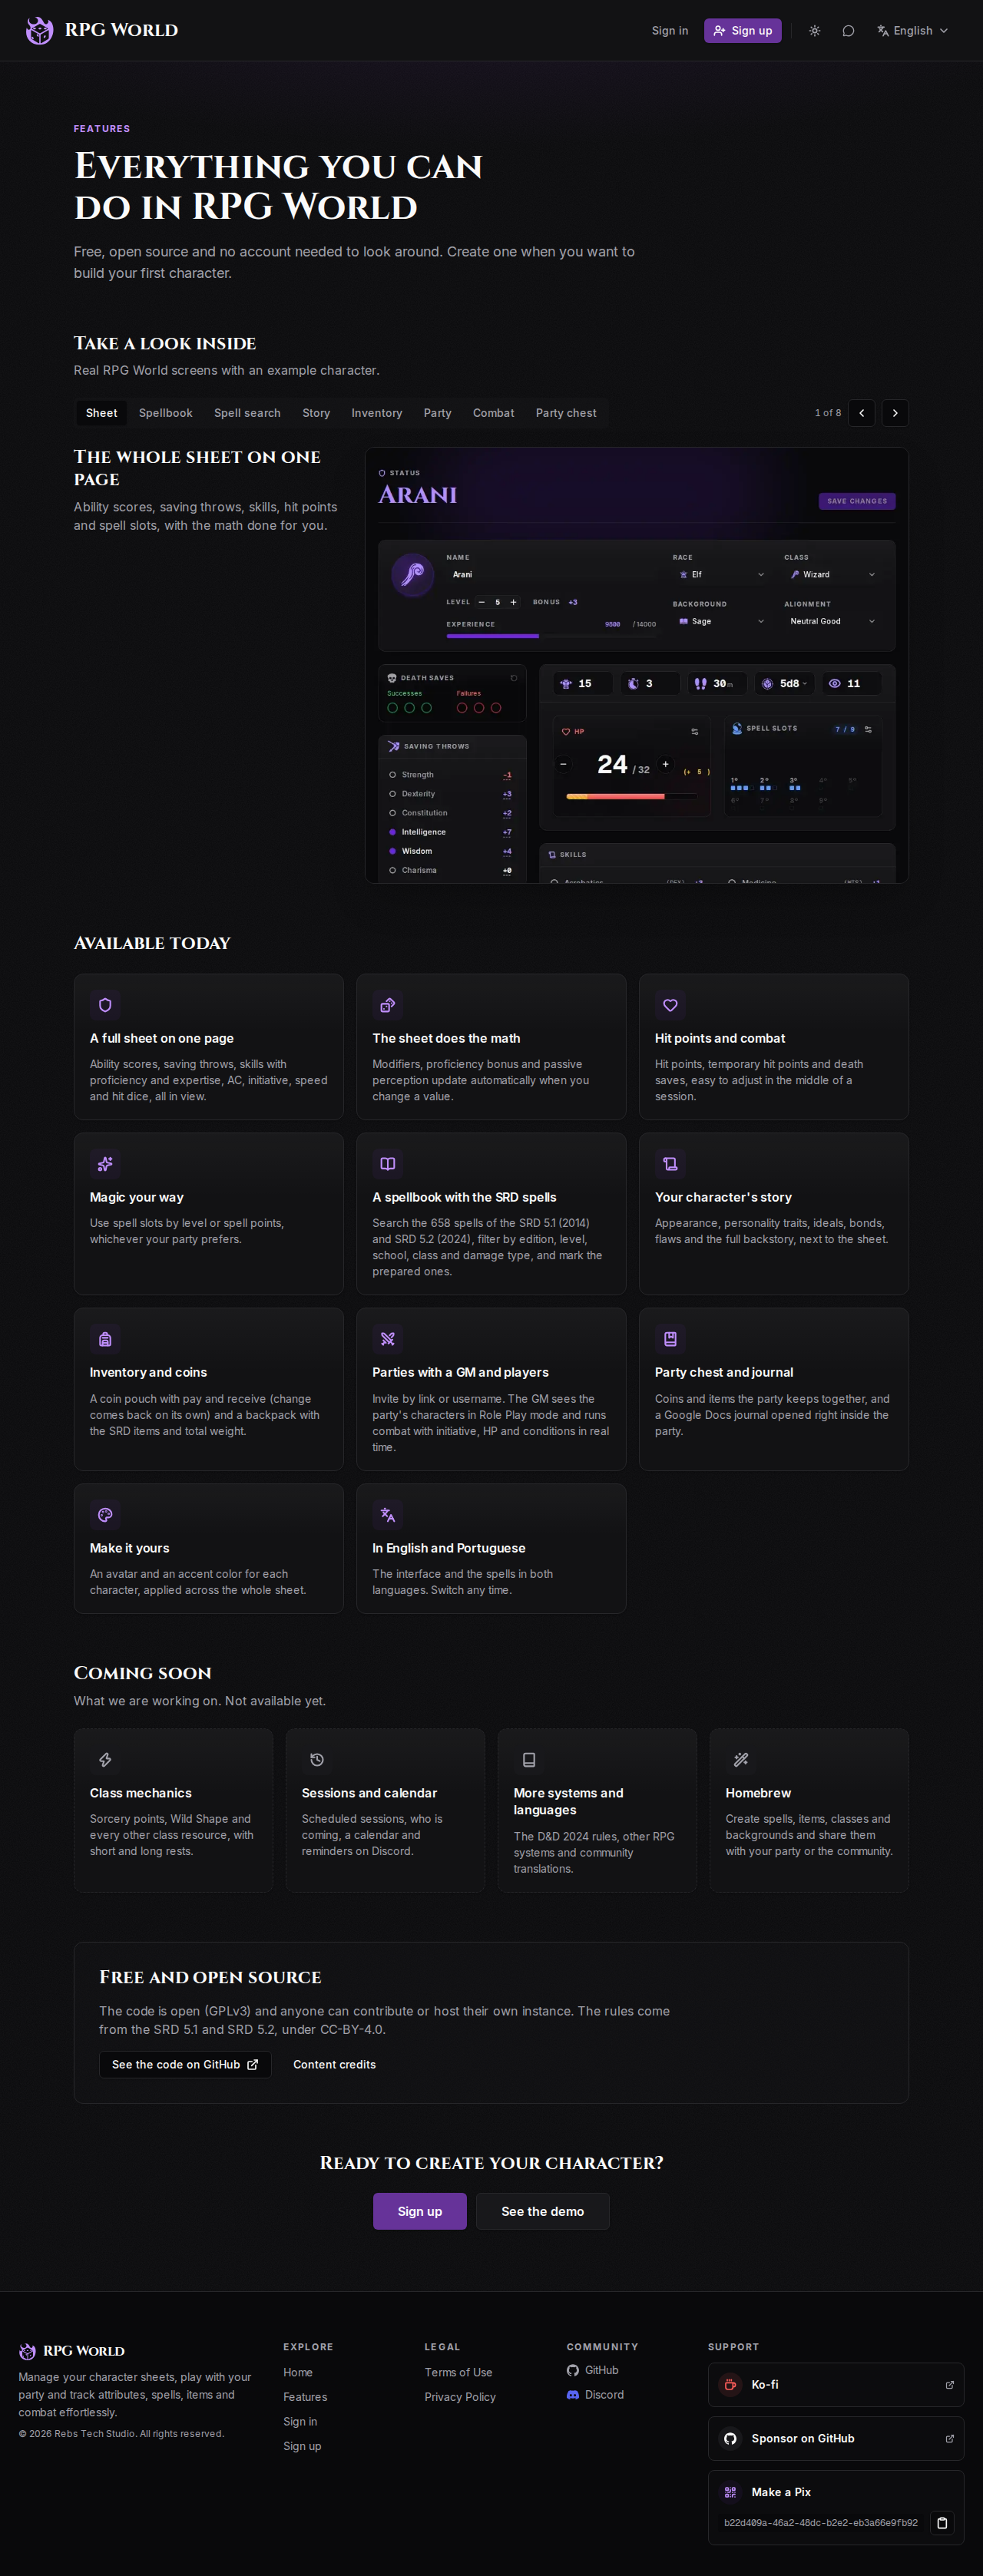 RPG World
Sign in
Sign up
English
FEATURES
Everything you can
do in RPG World
Free, open source and no account needed to look around. Create one when you want to
build your first character.
Take a look inside
Real RPG World screens with an example character.
Sheet
Spellbook
Spell search
Story
Inventory
Party
Combat
Party chest
1 of 8
The whole sheet on one
page
Ability scores, saving throws, skills, hit points
and spell slots, with the math done for you.
STATUS
Arani
SAVE CHANGES
NAME
Arani
RACE
Elf
CLASS
Wizard
LEVEL − 5 + BONUS +3
BACKGROUND
Sage
ALIGNMENT
Neutral Good
EXPERIENCE 9800 / 14000
DEATH SAVES
Successes
Failures
15
3
30 m
5d8
11
SAVING THROWS
Strength -1
Dexterity +3
Constitution +2
Intelligence +7
Wisdom +4
Charisma +0
HP
− 24 / 32 + (+ 5 )
SPELL SLOTS 7 / 9
1º 2º 3º 4º 5º
6º 7º 8º 9º
SKILLS
Available today
A full sheet on one page
Ability scores, saving throws, skills with
proficiency and expertise, AC, initiative, speed
and hit dice, all in view.
The sheet does the math
Modifiers, proficiency bonus and passive
perception update automatically when you
change a value.
Hit points and combat
Hit points, temporary hit points and death
saves, easy to adjust in the middle of a
session.
Magic your way
Use spell slots by level or spell points,
whichever your party prefers.
A spellbook with the SRD spells
Search the 658 spells of the SRD 5.1 (2014)
and SRD 5.2 (2024), filter by edition, level,
school, class and damage type, and mark the
prepared ones.
Your character's story
Appearance, personality traits, ideals, bonds,
flaws and the full backstory, next to the sheet.
Inventory and coins
A coin pouch with pay and receive (change
comes back on its own) and a backpack with
the SRD items and total weight.
Parties with a GM and players
Invite by link or username. The GM sees the
party's characters in Role Play mode and runs
combat with initiative, HP and conditions in real
time.
Party chest and journal
Coins and items the party keeps together, and
a Google Docs journal opened right inside the
party.
Make it yours
An avatar and an accent color for each
character, applied across the whole sheet.
In English and Portuguese
The interface and the spells in both
languages. Switch any time.
Coming soon
What we are working on. Not available yet.
Class mechanics
Sorcery points, Wild Shape and
every other class resource, with
short and long rests.
Sessions and calendar
Scheduled sessions, who is
coming, a calendar and
reminders on Discord.
More systems and
languages
The D&D 2024 rules, other RPG
systems and community
translations.
Homebrew
Create spells, items, classes and
backgrounds and share them
with your party or the community.
Free and open source
The code is open (GPLv3) and anyone can contribute or host their own instance. The rules come
from the SRD 5.1 and SRD 5.2, under CC-BY-4.0.
See the code on GitHub
Content credits
Ready to create your character?
Sign up
See the demo
RPG World
Manage your character sheets, play with your
party and track attributes, spells, items and
combat effortlessly.
© 2026 Rebs Tech Studio. All rights reserved.
EXPLORE
Home
Features
Sign in
Sign up
LEGAL
Terms of Use
Privacy Policy
COMMUNITY
GitHub
Discord
SUPPORT
Ko-fi
Sponsor on GitHub
Make a Pix
b22d409a-46a2-48dc-b2e2-eb3a66e9fb92